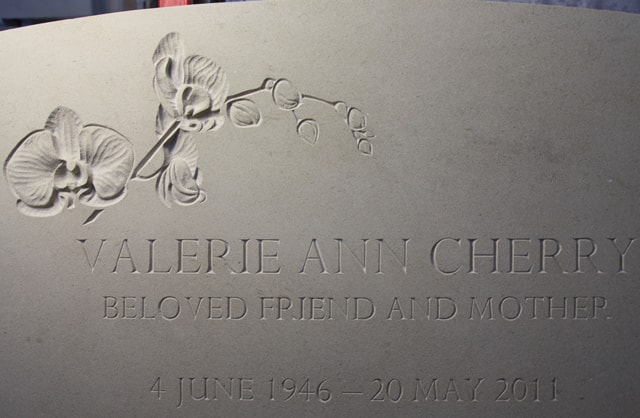 VALERIE ANN CHERRY
BELOVED FRIEND AND MOTHER
4 JUNE 1946 – 20 MAY 2011